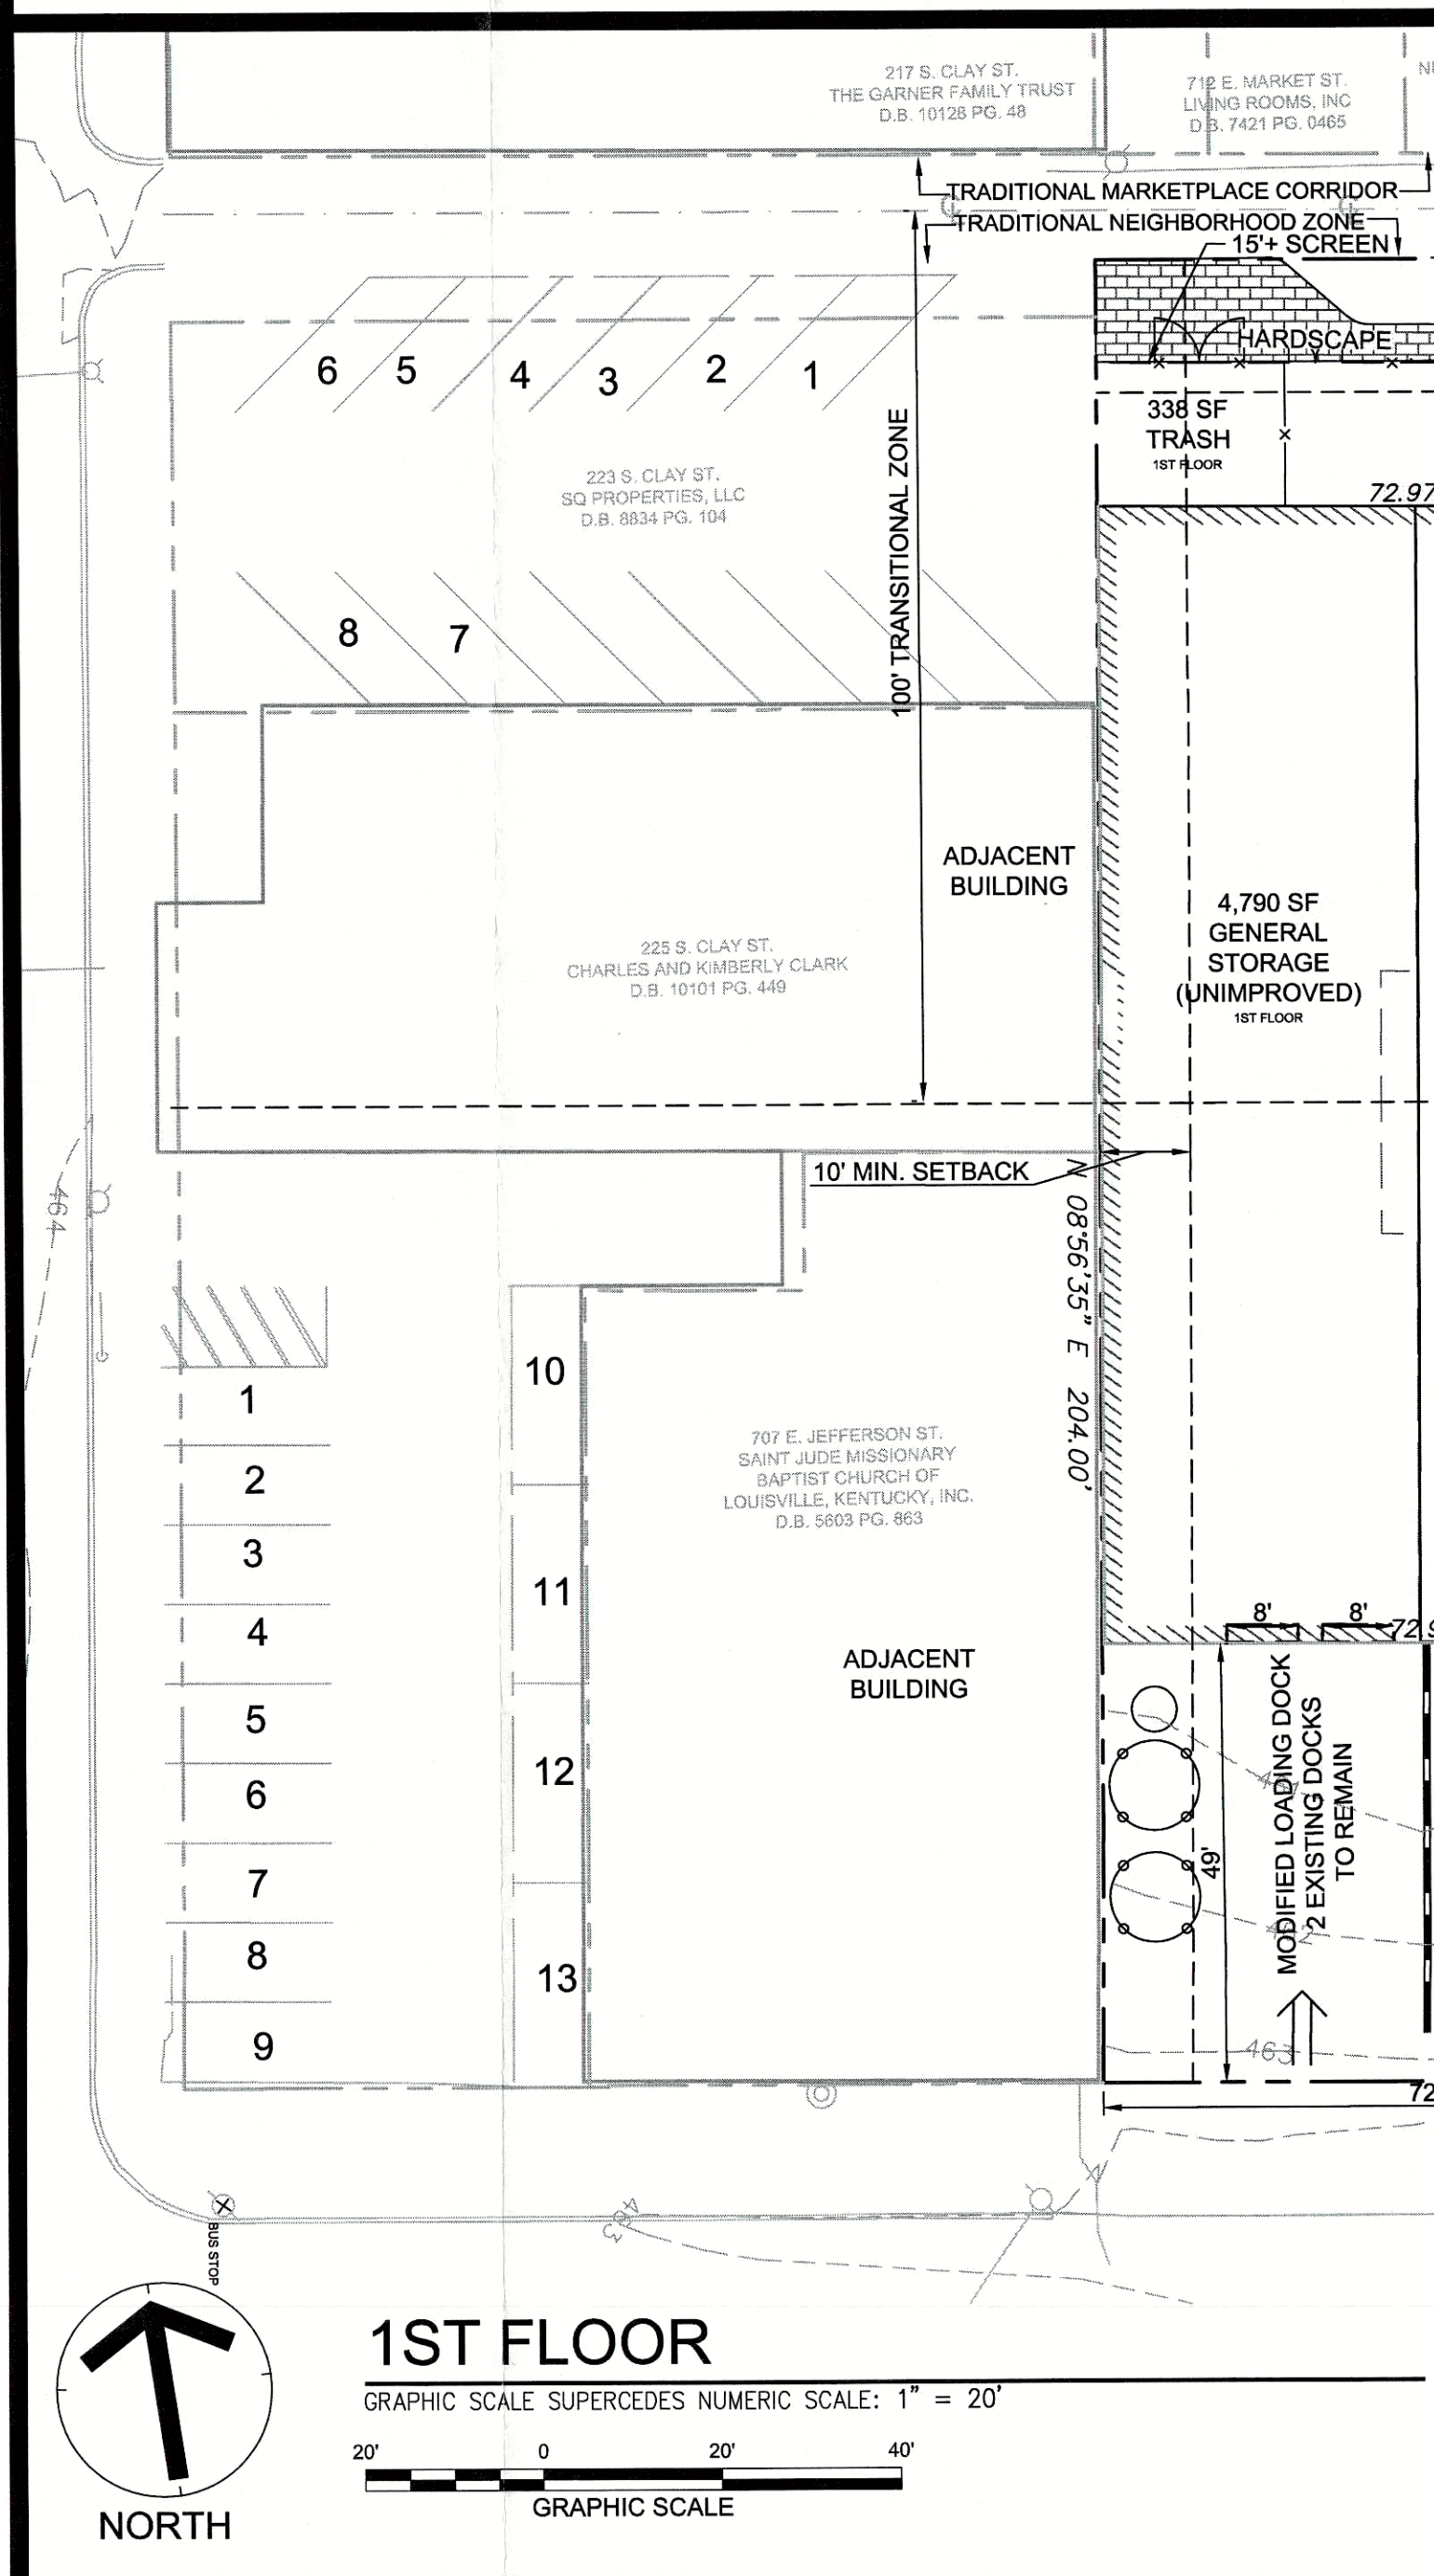 217 S. CLAY ST.
THE GARNER FAMILY TRUST
D.B. 10128 PG. 48
712 E. MARKET ST.
LIVING ROOMS, INC
D.B. 7421 PG. 0465
TRADITIONAL MARKETPLACE CORRIDOR
TRADITIONAL NEIGHBORHOOD ZONE
15'+ SCREEN
HARDSCAPE
6
5
4
3
2
1
338 SF
TRASH
1ST FLOOR
223 S. CLAY ST.
SQ PROPERTIES, LLC
D.B. 8834 PG. 104
100' TRANSITIONAL ZONE
72.97
8
7
ADJACENT
BUILDING
4,790 SF
GENERAL
STORAGE
(UNIMPROVED)
1ST FLOOR
225 S. CLAY ST.
CHARLES AND KIMBERLY CLARK
D.B. 10101 PG. 449
10' MIN. SETBACK
N 08°56'35" E 204.00'
464
1
2
3
4
5
6
7
8
9
10
11
12
13
707 E. JEFFERSON ST.
SAINT JUDE MISSIONARY
BAPTIST CHURCH OF
LOUISVILLE, KENTUCKY, INC.
D.B. 5603 PG. 863
ADJACENT
BUILDING
8'
8'
72.9
49'
MODIFIED LOADING DOCK
2 EXISTING DOCKS
TO REMAIN
462
463
72
463
BUS STOP
NORTH
1ST FLOOR
GRAPHIC SCALE SUPERCEDES NUMERIC SCALE: 1" = 20'
20'
0
20'
40'
GRAPHIC SCALE